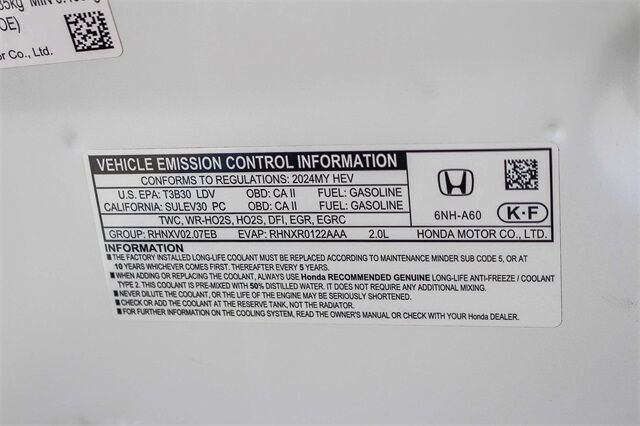 (OE)
or Co., Ltd.
VEHICLE EMISSION CONTROL INFORMATION
CONFORMS TO REGULATIONS: 2024MY HEV
U.S. EPA: T3B30 LDV OBD: CA II FUEL: GASOLINE
CALIFORNIA: SULEV30 PC OBD: CA II FUEL: GASOLINE
TWC, WR-HO2S, HO2S, DFI, EGR, EGRC
GROUP: RHNXV02.07EB EVAP: RHNXR0122AAA 2.0L
6NH-A60 K-F
HONDA MOTOR CO., LTD.
INFORMATION
■THE FACTORY INSTALLED LONG-LIFE COOLANT MUST BE REPLACED ACCORDING TO MAINTENANCE MINDER SUB CODE 5, OR AT
10 YEARS WHICHEVER COMES FIRST. THEREAFTER EVERY 5 YEARS.
■WHEN ADDING OR REPLACING THE COOLANT, ALWAYS USE Honda RECOMMENDED GENUINE LONG-LIFE ANTI-FREEZE / COOLANT
TYPE 2. THIS COOLANT IS PRE-MIXED WITH 50% DISTILLED WATER. IT DOES NOT REQUIRE ANY ADDITIONAL MIXING.
■NEVER DILUTE THE COOLANT, OR THE LIFE OF THE ENGINE MAY BE SERIOUSLY SHORTENED.
■CHECK OR ADD THE COOLANT AT THE RESERVE TANK, NOT THE RADIATOR.
■FOR FURTHER INFORMATION ON THE COOLING SYSTEM, READ THE OWNER'S MANUAL OR CHECK WITH YOUR Honda DEALER.